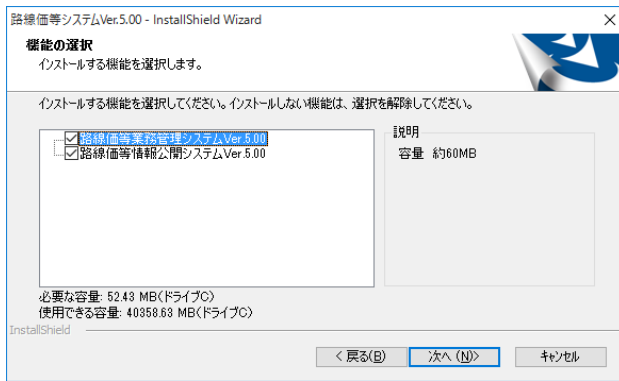 路線価等システムVer.5.00 - InstallShield Wizard
機能の選択
インストールする機能を選択します。
インストールする機能を選択してください。インストールしない機能は、選択を解除してください。
路線価等業務管理システムVer.5.00
路線価等情報公開システムVer.5.00
説明
容量 約60MB
必要な容量: 52.43 MB(ドライブC)
使用できる容量: 40358.63 MB(ドライブC)
InstallShield
< 戻る(B)
次へ (N)>
キャンセル